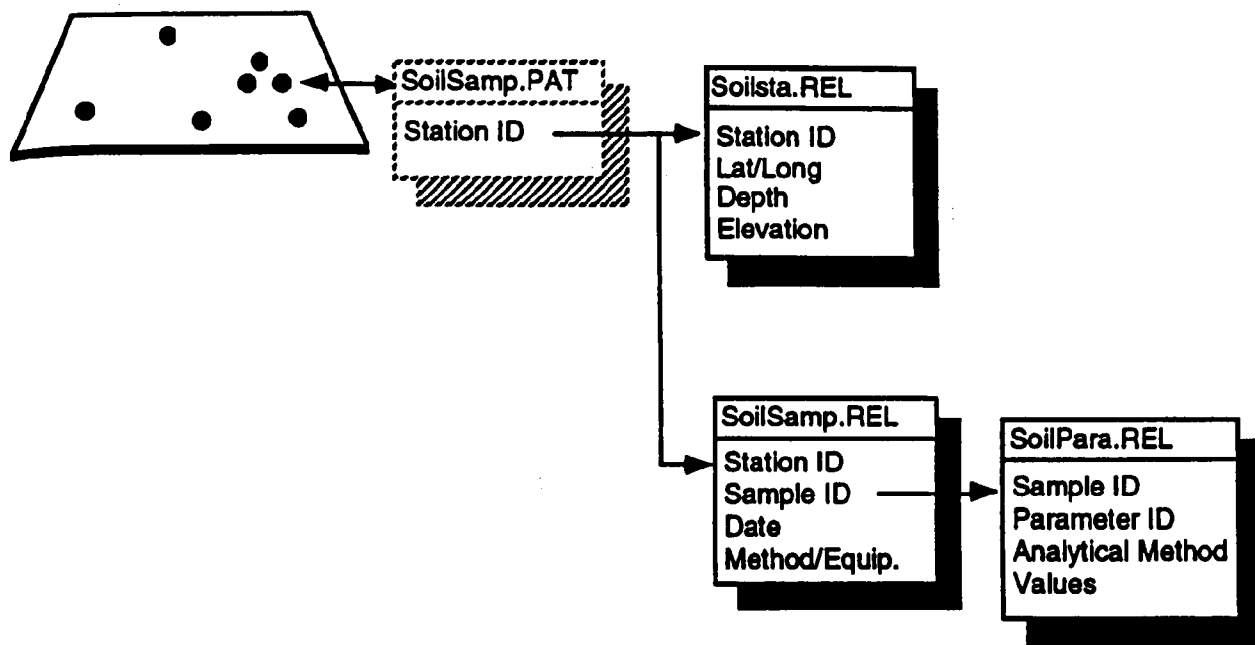 SoilSamp.PAT
Station ID
Soilsta.REL
Station ID
Lat/Long
Depth
Elevation
SoilSamp.REL
Station ID
Sample ID
Date
Method/Equip.
SoilPara.REL
Sample ID
Parameter ID
Analytical Method
Values